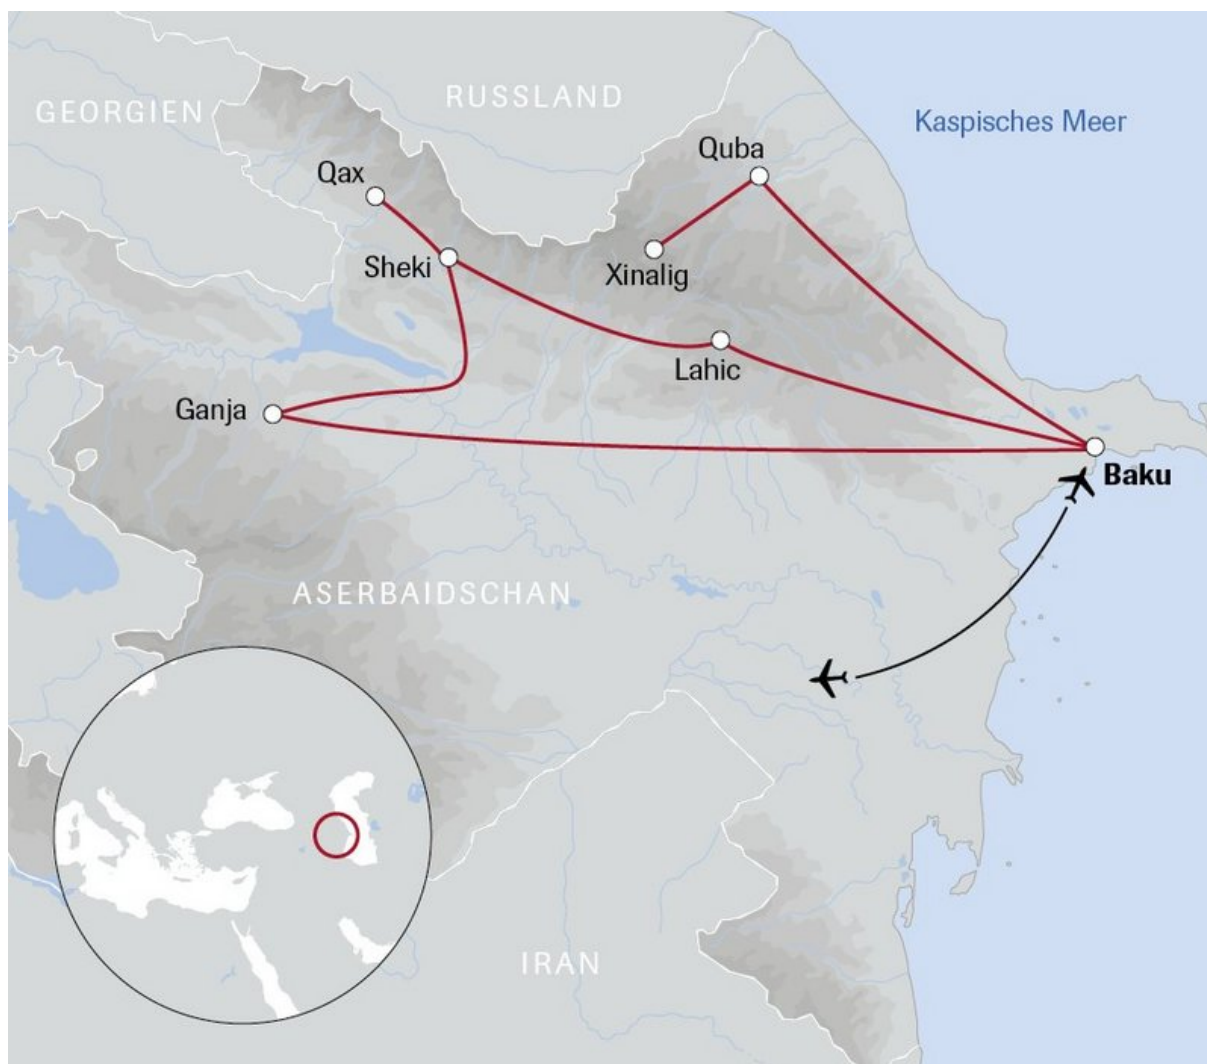 GEORGIEN
RUSSLAND
Kaspisches Meer
Quba
Qax
Sheki
Xinalig
Lahic
Ganja
Baku
ASERBAIDSCHAN
IRAN